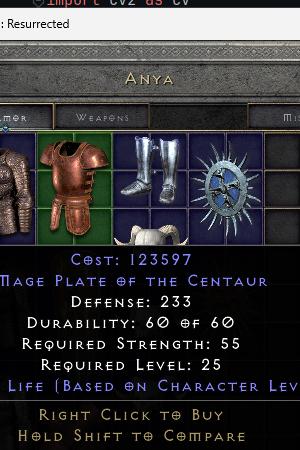 import cv2 as cv
: Resurrected
Anya
mor
Weapons
Mis
Cost: 123597
Mage Plate of the Centaur
Defense: 233
Durability: 60 of 60
Required Strength: 55
Required Level: 25
Life (Based on Character Lev
Right Click to Buy
Hold Shift to Compare